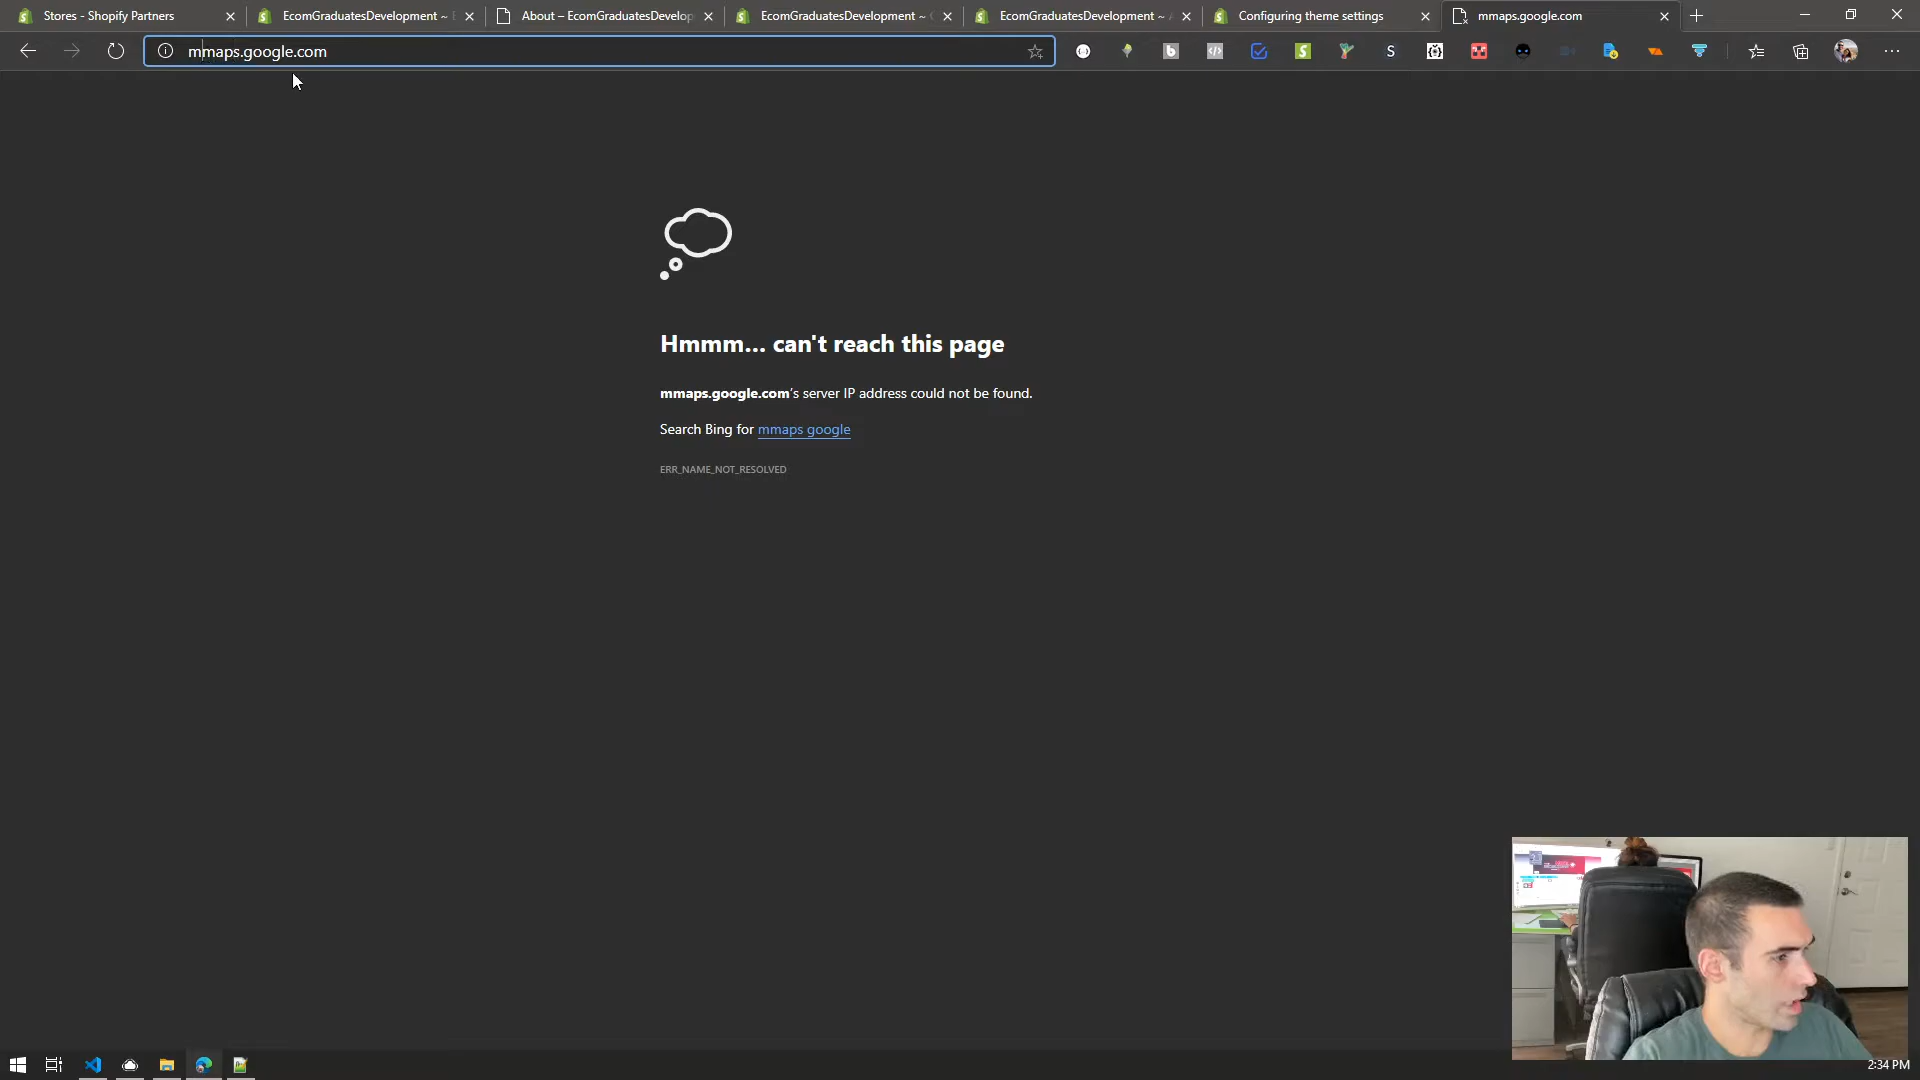 Stores - Shopify Partners
EcomGraduatesDevelopment ~
About – EcomGraduatesDevelop
EcomGraduatesDevelopment ~
EcomGraduatesDevelopment ~
Configuring theme settings
mmaps.google.com
mmaps.google.com
Hmmm... can't reach this page
mmaps.google.com's server IP address could not be found.
Search Bing for mmaps google
ERR_NAME_NOT_RESOLVED
2:34 PM